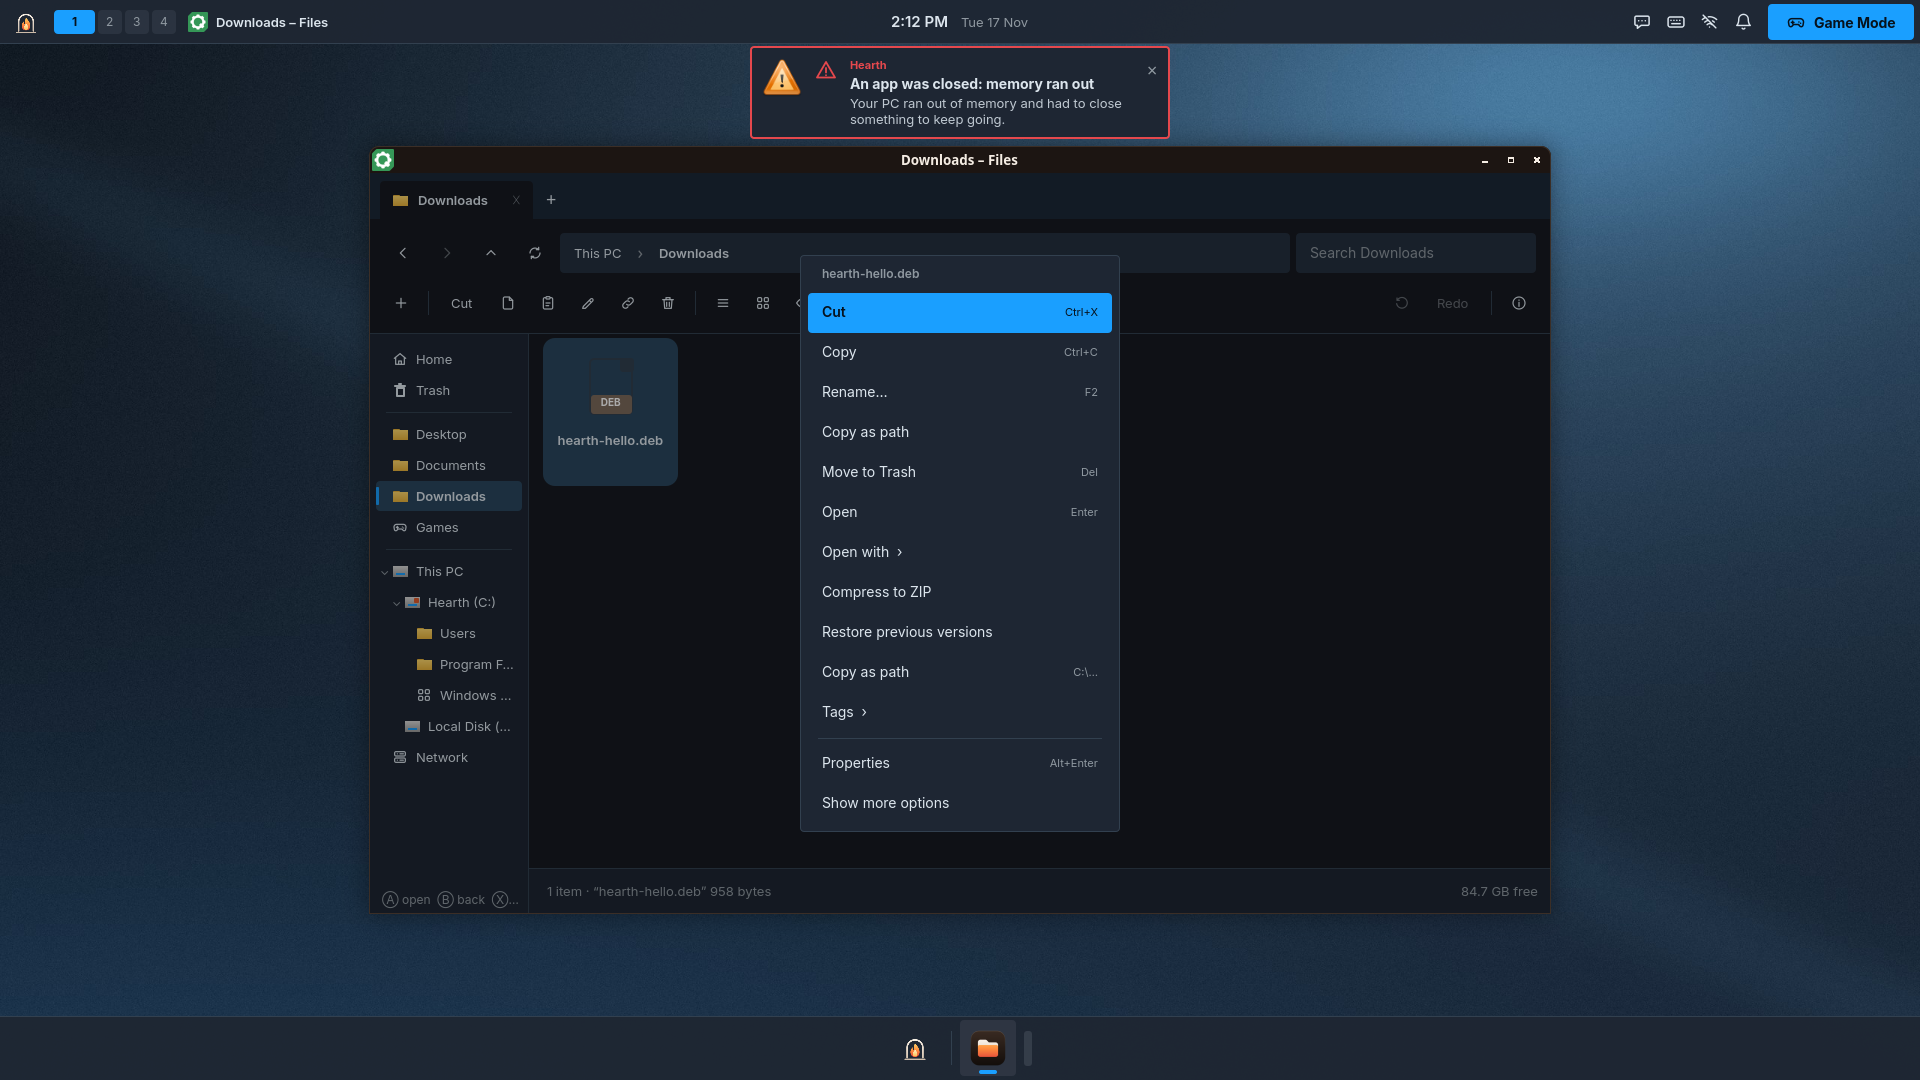 1 2 3 4 Downloads – Files
2:12 PM Tue 17 Nov
Game Mode
Hearth
An app was closed: memory ran out
Your PC ran out of memory and had to close
something to keep going.
Downloads – Files
Downloads X +
This PC › Downloads
Search Downloads
Cut
Redo
hearth-hello.deb
Cut Ctrl+X
Copy Ctrl+C
Rename... F2
Copy as path
Move to Trash Del
Open Enter
Open with ›
Compress to ZIP
Restore previous versions
Copy as path C:\...
Tags ›
Properties Alt+Enter
Show more options
Home
Trash
Desktop
Documents
Downloads
Games
This PC
Hearth (C:)
Users
Program F...
Windows ...
Local Disk (...
Network
DEB
hearth-hello.deb
A open B back X...
1 item · “hearth-hello.deb” 958 bytes
84.7 GB free